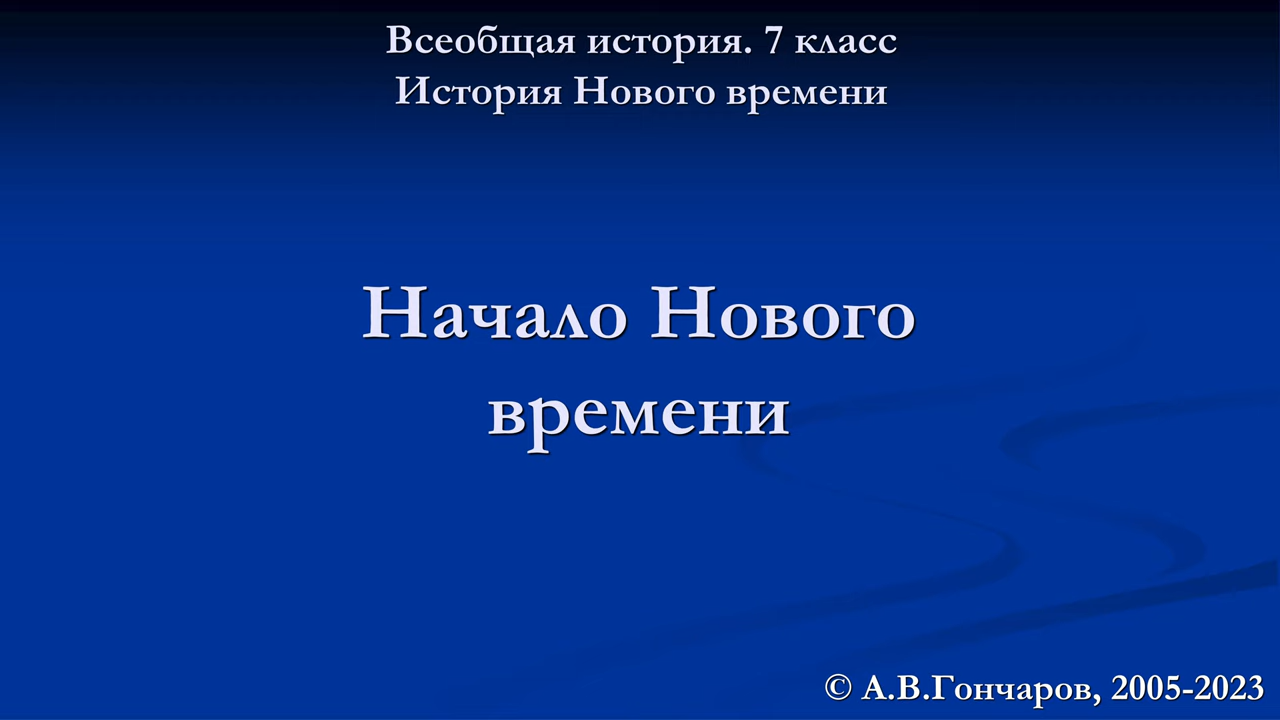 Всеобщая история. 7 класс
История Нового времени
Начало Нового
времени
© А.В.Гончаров, 2005-2023